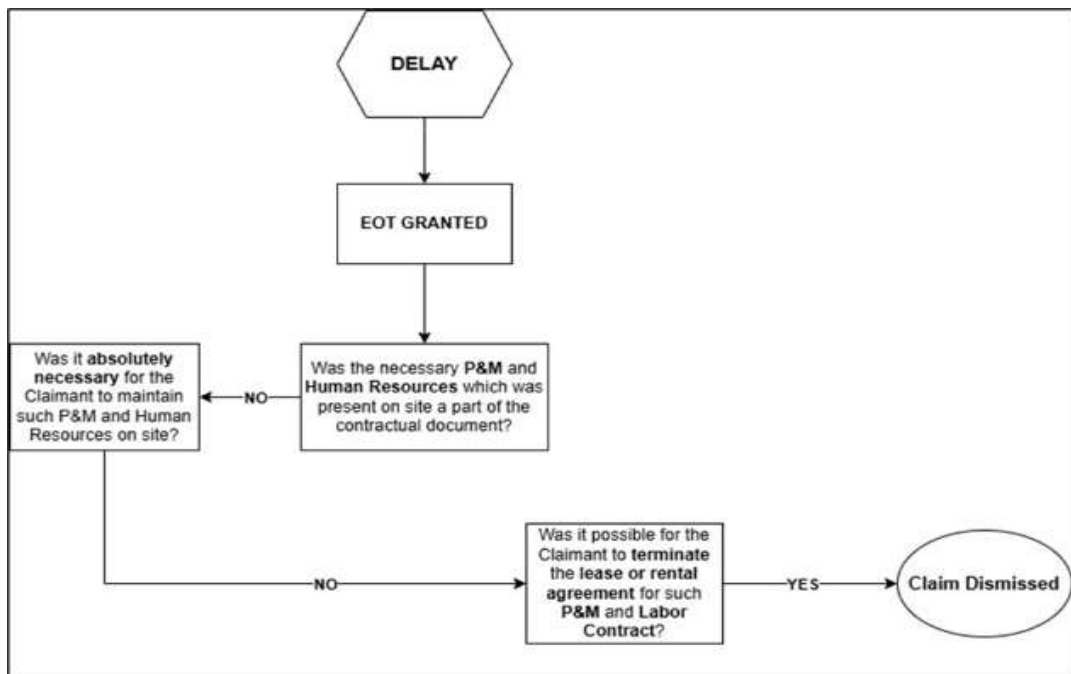 DELAY
EOT GRANTED
Was it absolutely
necessary for the
Claimant to maintain
such P&M and Human
Resources on site?
NO
Was the necessary P&M and
Human Resources which was
present on site a part of the
contractual document?
NO
Was it possible for the
Claimant to terminate
the lease or rental
agreement for such
P&M and Labor
Contract?
YES
Claim Dismissed